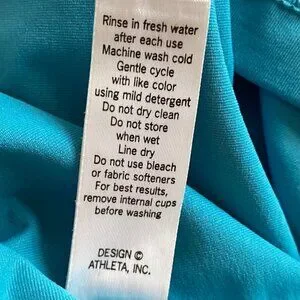 Rinse in fresh water
after each use
Machine wash cold
Gentle cycle
with like color
using mild detergent
Do not dry clean
Do not store
when wet
Line dry
Do not use bleach
or fabric softeners
For best results,
remove internal cups
before washing
DESIGN ©
ATHLETA, INC.